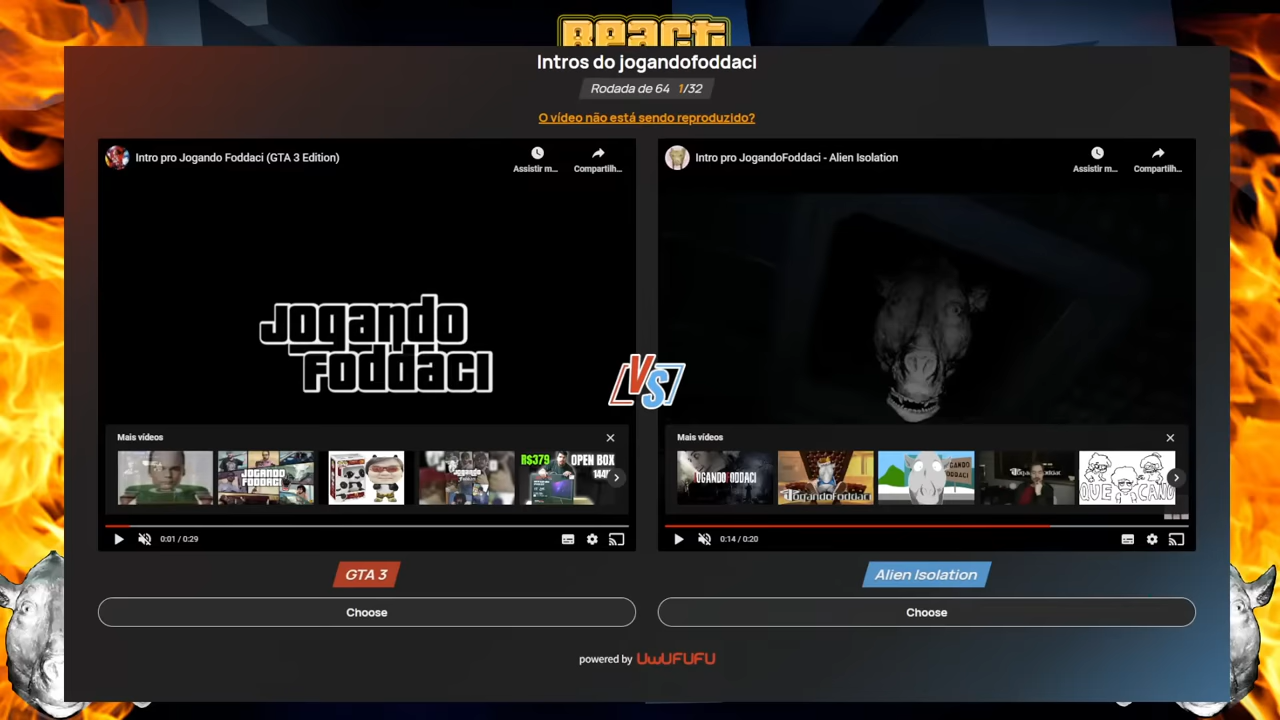 React
Intros do jogandofoddaci
Rodada de 64 1/32
O vídeo não está sendo reproduzido?
Intro pro Jogando Foddaci (GTA 3 Edition)
Assistir m...
Compartilh...
Intro pro JogandoFoddaci - Alien Isolation
Assistir m...
Compartilh...
Jogando
Foddaci
VS
Mais vídeos
JOGANDO
FODDACI
R$379
OPEN BOX
Mais vídeos
JogandoFoddaci
QUE CANO
0:01 / 0:29
0:14 / 0:20
GTA 3
Alien Isolation
Choose
Choose
powered by UwUFUFU